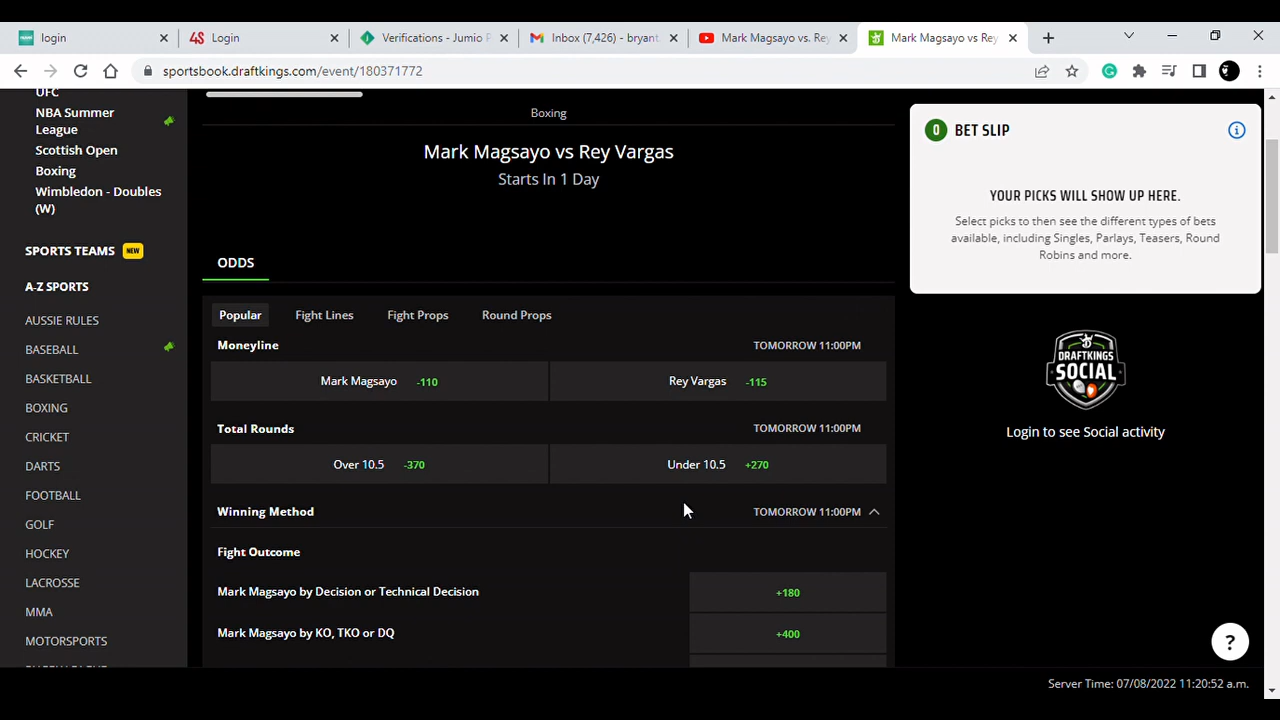 login
Login
Verifications - Jumio P
Inbox (7,426) - bryant
Mark Magsayo vs. Rey
Mark Magsayo vs Rey
sportsbook.draftkings.com/event/180371772
UFC
NBA Summer
League
Scottish Open
Boxing
Wimbledon - Doubles
(W)
SPORTS TEAMS NEW
A-Z SPORTS
AUSSIE RULES
BASEBALL
BASKETBALL
BOXING
CRICKET
DARTS
FOOTBALL
GOLF
HOCKEY
LACROSSE
MMA
MOTORSPORTS
Boxing
Mark Magsayo vs Rey Vargas
Starts In 1 Day
ODDS
Popular Fight Lines Fight Props Round Props
Moneyline TOMORROW 11:00PM
Mark Magsayo -110 Rey Vargas -115
Total Rounds TOMORROW 11:00PM
Over 10.5 -370 Under 10.5 +270
Winning Method TOMORROW 11:00PM
Fight Outcome
Mark Magsayo by Decision or Technical Decision +180
Mark Magsayo by KO, TKO or DQ +400
0 BET SLIP
YOUR PICKS WILL SHOW UP HERE.
Select picks to then see the different types of bets
available, including Singles, Parlays, Teasers, Round
Robins and more.
DRAFTKINGS
SOCIAL
Login to see Social activity
?
Server Time: 07/08/2022 11:20:52 a.m.